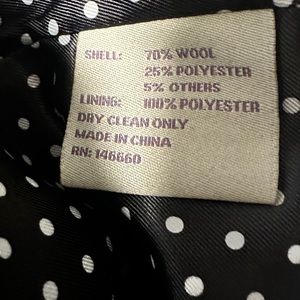 SHELL: 70% WOOL
25% POLYESTER
5% OTHERS
LINING: 100% POLYESTER
DRY CLEAN ONLY
MADE IN CHINA
RN: 146660